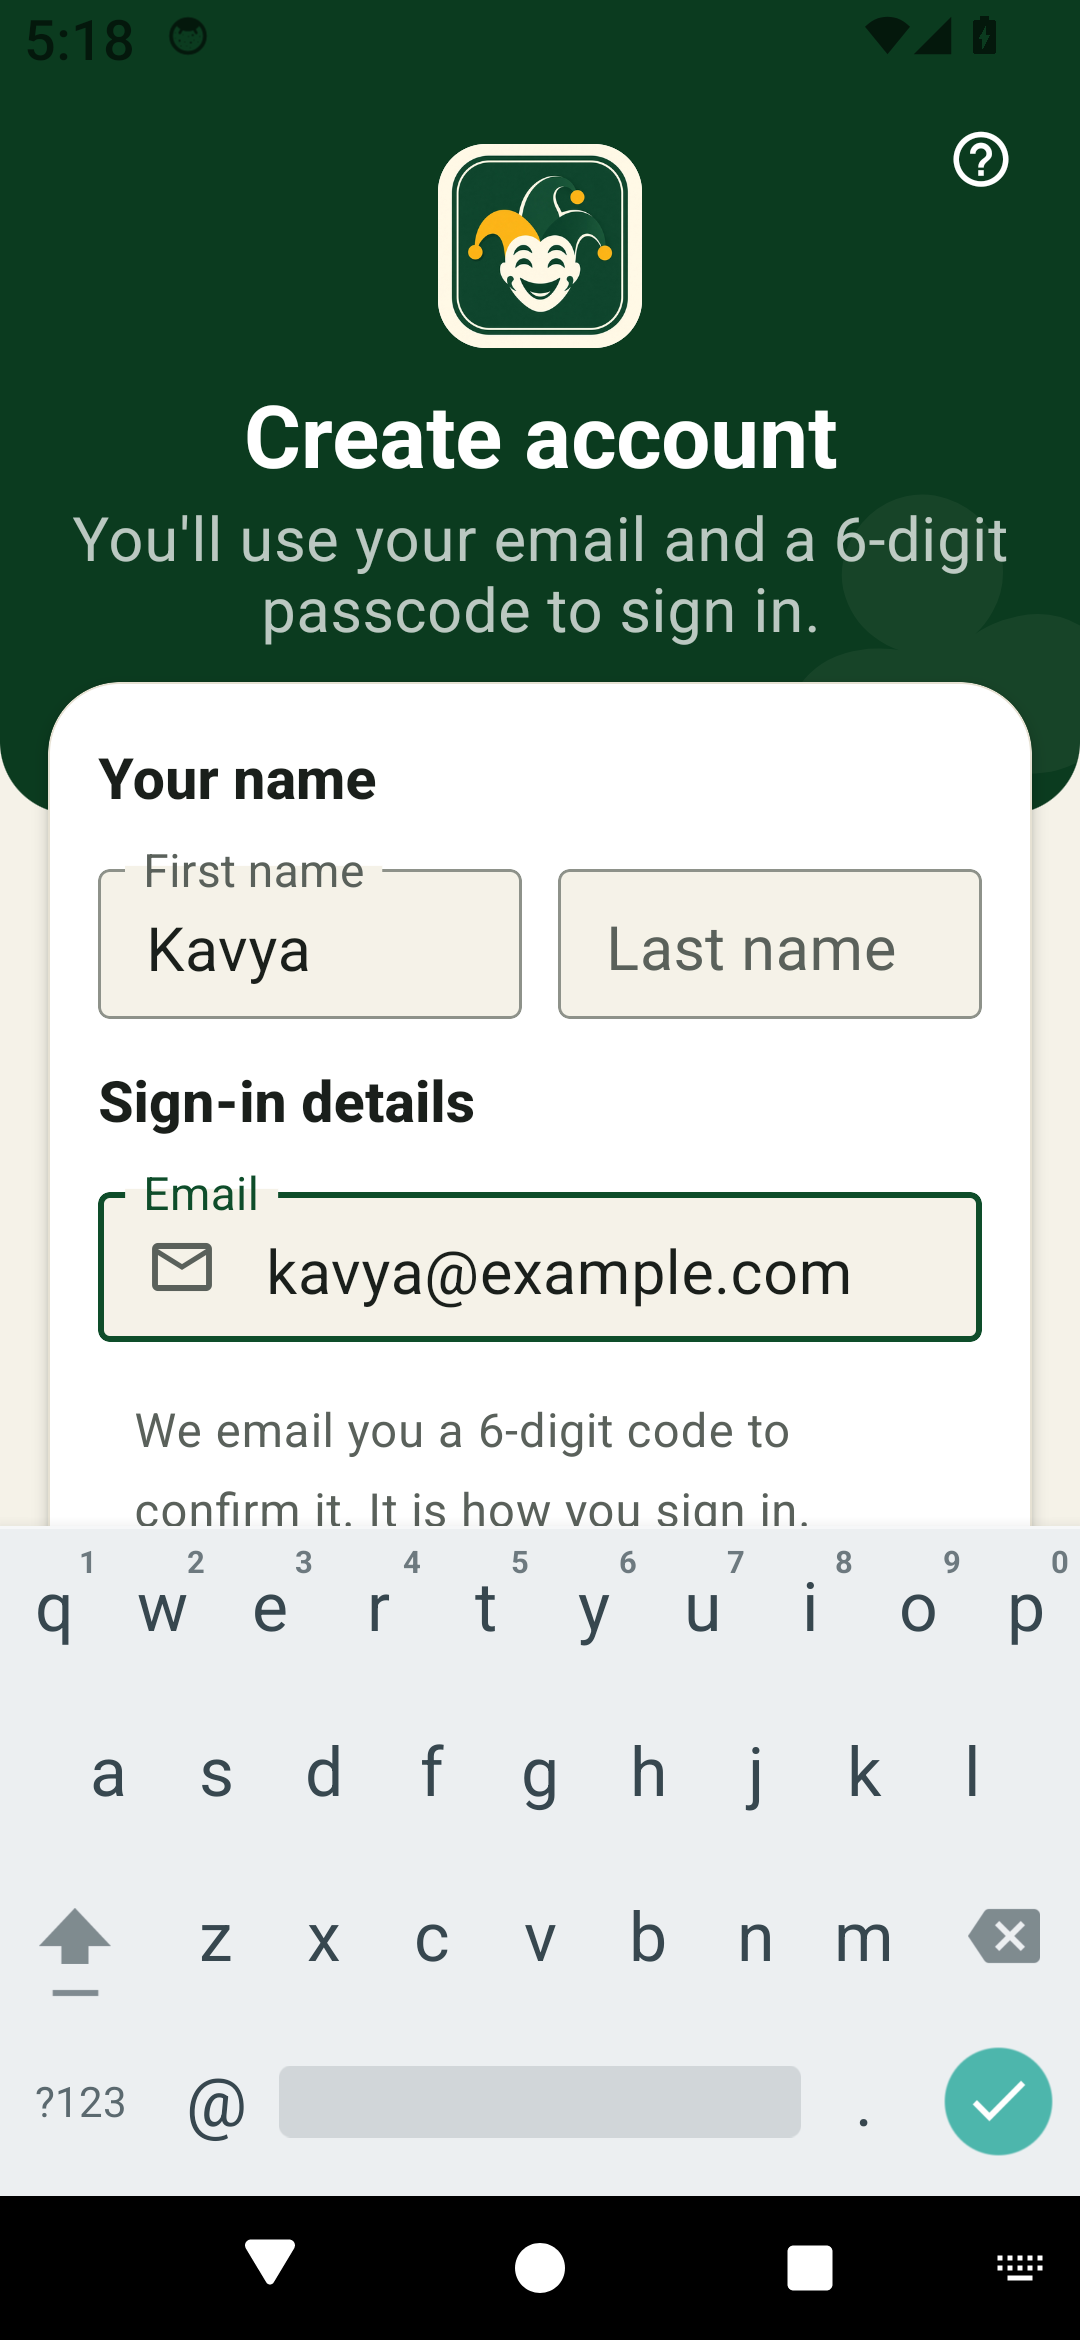 5:18
Create account
You'll use your email and a 6-digit
passcode to sign in.
Your name
First name
Kavya
Last name
Sign-in details
Email
kavya@example.com
We email you a 6-digit code to
confirm it. It is how you sign in.
1 2 3 4 5 6 7 8 9 0
q w e r t y u i o p
a s d f g h j k l
z x c v b n m
?123 @ .